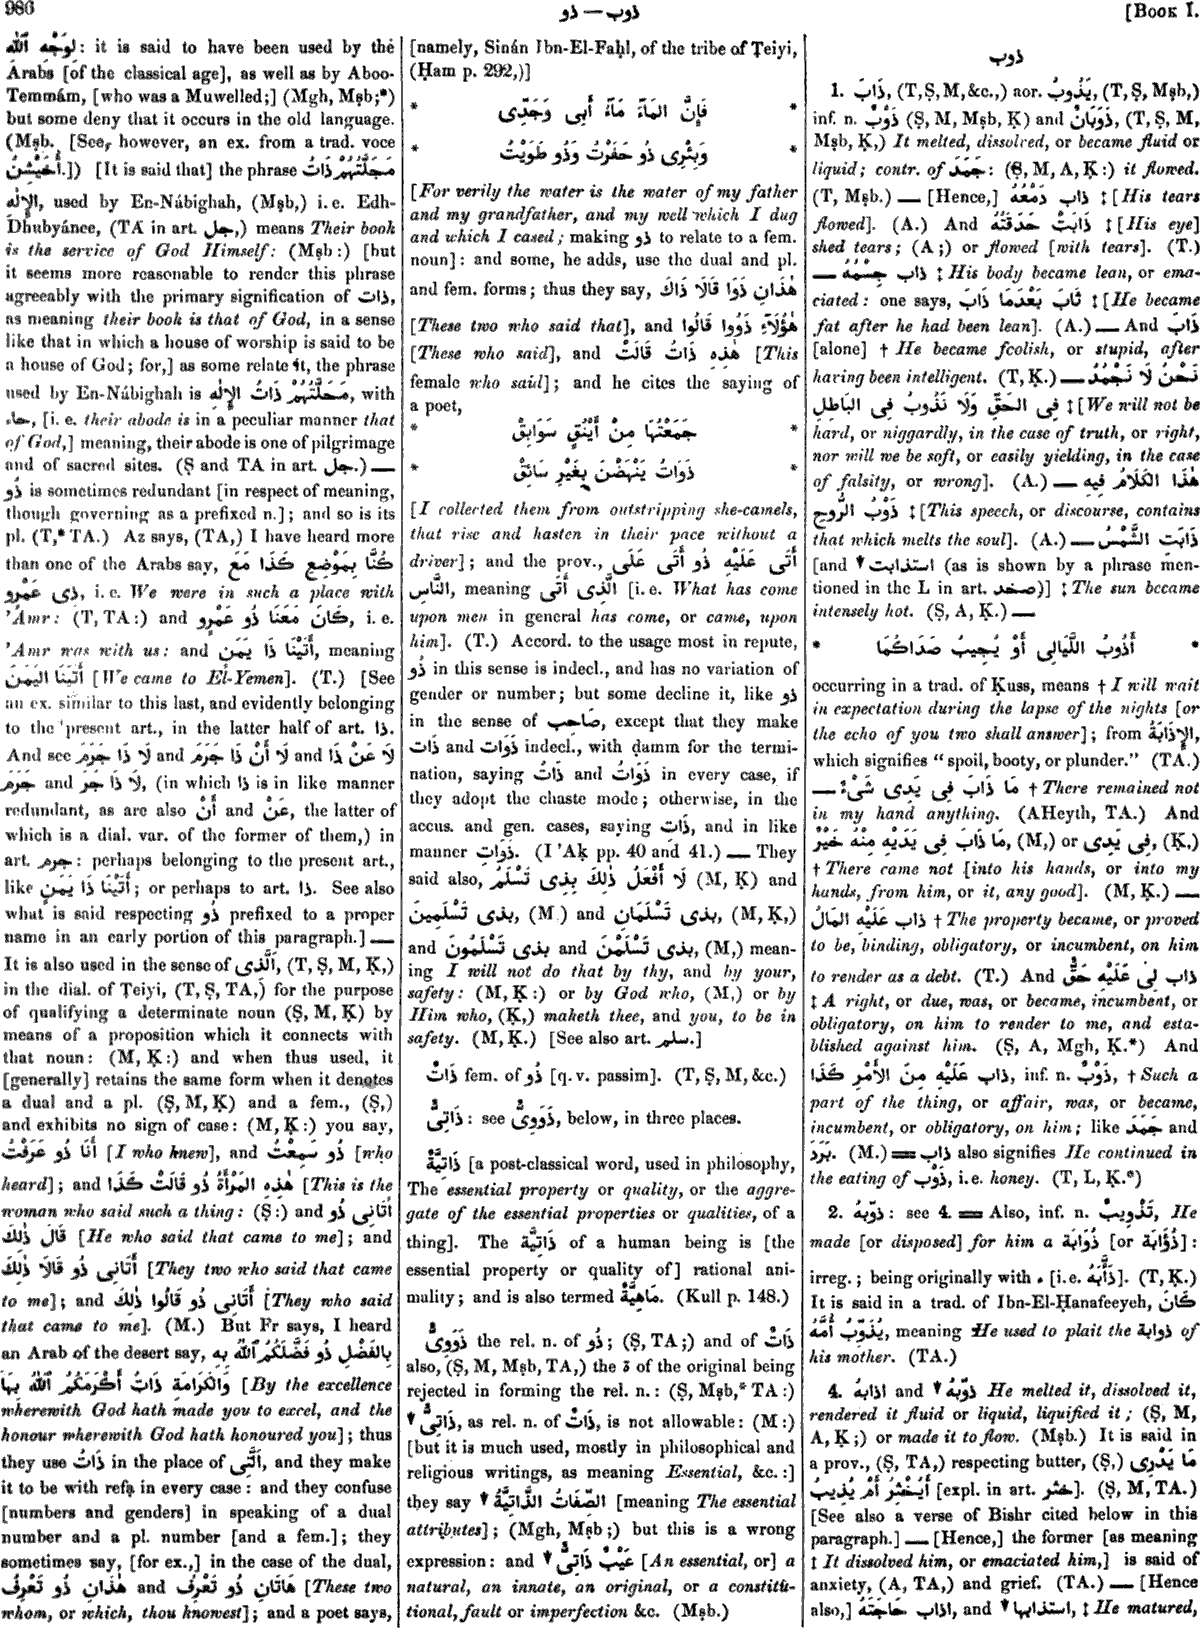 986
ذوب — ذو
[Book I.
لِوَجْهِ ٱللّٰهِ: it is said to have been used by the
Arabs [of the classical age], as well as by Aboo-
Temmám, [who was a Muwelled;] (Mgh, Mṣb;*)
but some deny that it occurs in the old language.
(Mṣb. [See, however, an ex. from a trad. voce
أُخَيْشِنُ.]) [It is said that] the phrase مَجَلَّتُهُمْ ذَاتُ
الإِلٰهِ, used by En-Nábighah, (Mṣb,) i. e. Edh-
Dhubyánee, (TA in art. جل,) means Their book
is the service of God Himself: (Mṣb:) [but
it seems more reasonable to render this phrase
agreeably with the primary signification of ذات,
as meaning their book is that of God, in a sense
like that in which a house of worship is said to be
a house of God; for,] as some relate it, the phrase
used by En-Nábighah is مَحَلَّتُهُمْ ذَاتُ الإِلٰهِ, with
حاء, [i. e. their abode is in a peculiar manner that
of God,] meaning, their abode is one of pilgrimage
and of sacred sites. (Ṣ and TA in art. جل.) —
ذُو is sometimes redundant [in respect of meaning,
though governing as a prefixed n.]; and so is its
pl. (T,* TA.) Az says, (TA,) I have heard more
than one of the Arabs say, كُنَّا بِمَوْضِعِ كَذَا مَعَ
ذِى عَمْرٍو, i. e. We were in such a place with
'Amr: (T, TA:) and كَانَ مَعَنَا ذُو عَمْرٍو, i. e.
'Amr was with us: and أَتَيْنَا ذَا يَمَنٍ, meaning
أَتَيْنَا اليَمَنَ [We came to El-Yemen]. (T.) [See
an ex. similar to this last, and evidently belonging
to the present art., in the latter half of art. ذا.
And see لَا ذَا جَرَمَ and لَا أَنْ ذَا جَرَمَ and لَا عَنْ ذَا
جَرَمَ and لَا ذَا جَرَ, (in which ذا is in like manner
redundant, as are also أَنْ and عَنْ, the latter of
which is a dial. var. of the former of them,) in
art. جرم: perhaps belonging to the present art.,
like أَتَيْنَا ذَا يَمَنٍ; or perhaps to art. ذا. See also
what is said respecting ذُو prefixed to a proper
name in an early portion of this paragraph.] —
It is also used in the sense of اَلَّذِى, (T, Ṣ, M, Ḳ,)
in the dial. of Ṭeiyi, (T, Ṣ, TA,) for the purpose
of qualifying a determinate noun (Ṣ, M, Ḳ) by
means of a proposition which it connects with
that noun: (M, Ḳ:) and when thus used, it
[generally] retains the same form when it denotes
a dual and a pl. (Ṣ, M, Ḳ) and a fem., (Ṣ,)
and exhibits no sign of case: (M, Ḳ:) you say,
أَنَا ذُو عَرَفْتُ [I who knew], and ذُو سَمِعْتُ [who
heard]; and هٰذِهِ المَرْأَةُ ذُو قَالَتْ كَذَا [This is the
woman who said such a thing: (Ṣ:) and أَتَانِى ذُو
قَالَ ذٰلِكَ [He who said that came to me]; and
أَتَانِى ذُو قَالَا ذٰلِكَ [They two who said that came
to me]; and أَتَانِى ذُو قَالُوا ذٰلِكَ [They who said
that came to me]. (M.) But Fr says, I heard
an Arab of the desert say, بِالفَضْلِ ذُو فَضَّلَكُمُ ٱللّٰهُ بِهِ
وَالكَرَامَةِ ذَاتُ أَكْرَمَكُمُ ٱللّٰهُ بِهَا [By the excellence
wherewith God hath made you to excel, and the
honour wherewith God hath honoured you]; thus
they use ذَاتُ in the place of اَلَّتِى, and they make
it to be with refạ in every case: and they confuse
[numbers and genders] in speaking of a dual
number and a pl. number [and a fem.]; they
sometimes say, [for ex.,] in the case of the dual,
هٰذَانِ ذُو تَعْرِفُ and هَاتَانِ ذُو تَعْرِفُ [These two
whom, or which, thou knowest]; and a poet says,
[namely, Sinán Ibn-El-Faḥl, of the tribe of Ṭeiyi,
(Ḥam p. 292,)]
* فَإِنَّ المَآءَ مَآءُ أَبِى وَجَدِّى *
* وَبِئْرِى ذُو حَفَرْتُ وَذُو طَوَيْتُ *
[For verily the water is the water of my father
and my grandfather, and my well which I dug
and which I cased; making ذو to relate to a fem.
noun]: and some, he adds, use the dual and pl.
and fem. forms; thus they say, هٰذَانِ ذَوَا قَالَا ذَاكَ
[These two who said that], and هٰؤُلَآءِ ذَوُوا قَالُوا
[These who said], and هٰذِهِ ذَاتُ قَالَتْ [This
female who said]; and he cites the saying of
a poet,
* جَمَعْتُهَا مِنْ أَيْنُقٍ سَوَابِقْ *
* ذَوَاتُ يَنْهَضْنَ بِغَيْرِ سَائِقْ *
[I collected them from outstripping she-camels,
that rise and hasten in their pace without a
driver]; and the prov., أَتَى عَلَيْهِ ذُو أَتَى عَلَى
النَّاسِ, meaning الَّذِى أَتَى [i. e. What has come
upon men in general has come, or came, upon
him]. (T.) Accord. to the usage most in repute,
ذُو in this sense is indecl., and has no variation of
gender or number; but some decline it, like ذو
in the sense of صَاحِب, except that they make
ذَات and ذَوَات indecl., with ḍamm for the termi-
nation, saying ذَاتُ and ذَوَاتُ in every case, if
they adopt the chaste mode; otherwise, in the
accus. and gen. cases, saying ذَاتِ, and in like
manner ذَوَاتِ. (I 'Aḳ pp. 40 and 41.) — They
said also, لَا أَفْعَلُ ذٰلِكَ بِذِى تَسْلَمُ (M, Ḳ) and
بذى تَسْلَمِينَ, (M,) and بذى تَسْلَمَانِ, (M, Ḳ,)
and بذى تَسْلَمُونَ and بذى تَسْلَمْنَ, (M,) mean-
ing I will not do that by thy, and by your,
safety: (M, Ḳ:) or by God who, (M,) or by
Him who, (Ḳ,) maketh thee, and you, to be in
safety. (M, Ḳ.) [See also art. سلم.]
ذَاتٌ fem. of ذُو [q. v. passim]. (T, Ṣ, M, &c.)
ذَاتِىٌّ: see ذَوَوِىٌّ, below, in three places.
ذَاتِيَّةٌ [a post-classical word, used in philosophy,
The essential property or quality, or the aggre-
gate of the essential properties or qualities, of a
thing]. The ذَاتِيَّة of a human being is [the
essential property or quality of] rational ani-
mality; and is also termed مَاهِيَّة. (Kull p. 148.)
ذَوَوِىٌّ the rel. n. of ذُو; (Ṣ, TA;) and of ذَاتٌ
also, (Ṣ, M, Mṣb, TA,) the ة of the original being
rejected in forming the rel. n.: (Ṣ, Mṣb,* TA:)
▼ذَاتِىٌّ, as rel. n. of ذَاتٌ, is not allowable: (M:)
[but it is much used, mostly in philosophical and
religious writings, as meaning Essential, &c.:]
they say ▼الصِّفَاتُ الذَّاتِيَّةُ [meaning The essential
attributes]; (Mgh, Mṣb;) but this is a wrong
expression: and ▼عَيْبٌ ذَاتِىٌّ [An essential, or] a
natural, an innate, an original, or a constitu-
tional, fault or imperfection &c. (Mṣb.)
ذوب
1. ذَابَ, (T, Ṣ, M, &c.,) aor. يَذُوبُ, (T, Ṣ, Mṣb,)
inf. n. ذَوْبٌ (Ṣ, M, Mṣb, Ḳ) and ذَوَبَانٌ, (T, Ṣ, M,
Mṣb, Ḳ,) It melted, dissolved, or became fluid or
liquid; contr. of جَمَدَ: (Ṣ, M, A, Ḳ:) it flowed.
(T, Mṣb.) — [Hence,] ذاب دَمْعُهُ ‡ [His tears
flowed]. (A.) And ذَابَتْ حَدَقَتُهُ ‡ [His eye]
shed tears; (A;) or flowed [with tears]. (T.)
— ذاب جِسْمُهُ ‡ His body became lean, or ema-
ciated: one says, ثَابَ بَعْدَمَا ذَابَ ‡ [He became
fat after he had been lean]. (A.) — And ذَابَ
[alone] † He became foolish, or stupid, after
having been intelligent. (T, Ḳ.) — نَحْنُ لَا نَجْمُدُ
فِى الحَقِّ وَلَا نَذُوبُ فِى البَاطِلِ ‡ [We will not be
hard, or niggardly, in the case of truth, or right,
nor will we be soft, or easily yielding, in the case
of falsity, or wrong]. (A.) — هٰذَا الكَلَامُ فِيهِ
ذَوْبُ الرُّوحِ ‡ [This speech, or discourse, contains
that which melts the soul]. (A.) — ذَابَتِ الشَّمْسُ
[and ▼استذابت (as is shown by a phrase men-
tioned in the L in art. صخد)] ‡ The sun became
intensely hot. (Ṣ, A, Ḳ.) —
* أَذُوبُ اللَّيَالِى أَوْ يُجِيبَ صَدَاكُمَا *
occurring in a trad. of Ḳuss, means † I will wait
in expectation during the lapse of the nights [or
the echo of you two shall answer]; from الإِذَابَةُ,
which signifies "spoil, booty, or plunder." (TA.)
— مَا ذَابَ فِى يَدِى شَىْءٌ † There remained not
in my hand anything. (AHeyth, TA.) And
مَا ذَابَ فِى يَدَيْهِ مِنْهُ خَيْرٌ, (M,) or فِى يَدِى, (Ḳ,)
† There came not [into his hands, or into my
hands, from him, or it, any good]. (M, Ḳ.) —
ذاب عَلَيْهِ المَالُ † The property became, or proved
to be, binding, obligatory, or incumbent, on him
to render as a debt. (T.) And ذاب لِى عَلَيْهِ حَقٌّ
‡ A right, or due, was, or became, incumbent, or
obligatory, on him to render to me, and esta-
blished against him. (Ṣ, A, Mgh, Ḳ.*) And
ذاب عَلَيْهِ مِنَ الأَمْرِ كَذَا, inf. n. ذَوْبٌ, † Such a
part of the thing, or affair, was, or became,
incumbent, or obligatory, on him; like جَمَدَ and
بَرَدَ. (M.) = ذاب also signifies He continued in
the eating of ذَوْب, i. e. honey. (T, L, Ḳ.*)
2. ذوّبهُ: see 4. = Also, inf. n. تَذْوِيبٌ, He
made [or disposed] for him a ذُوَابَة [or ذُؤَابَة]:
irreg.; being originally with ء [i.e. ذَأَّبَهُ]. (T, Ḳ.)
It is said in a trad. of Ibn-El-Ḥanafeeyeh, كَانَ
يُذَوِّبُ أُمَّهُ, meaning He used to plait the ذوابة of
his mother. (TA.)
4. اذابهُ and ▼ذوّبهُ He melted it, dissolved it,
rendered it fluid or liquid, liquified it; (Ṣ, M,
A, Ḳ;) or made it to flow. (Mṣb.) It is said in
a prov., (Ṣ, TA,) respecting butter, (Ṣ,) مَا يَدْرِى
أَيُخْثِرُ أَمْ يُذِيبُ [expl. in art. خثر]. (Ṣ, M, TA.)
[See also a verse of Bishr cited below in this
paragraph.] — [Hence,] the former [as meaning
‡ It dissolved him, or emaciated him,] is said of
anxiety, (A, TA,) and grief. (TA.) — [Hence
also,] اذاب حَاجَتَهُ, and ▼استذابها, ‡ He matured,